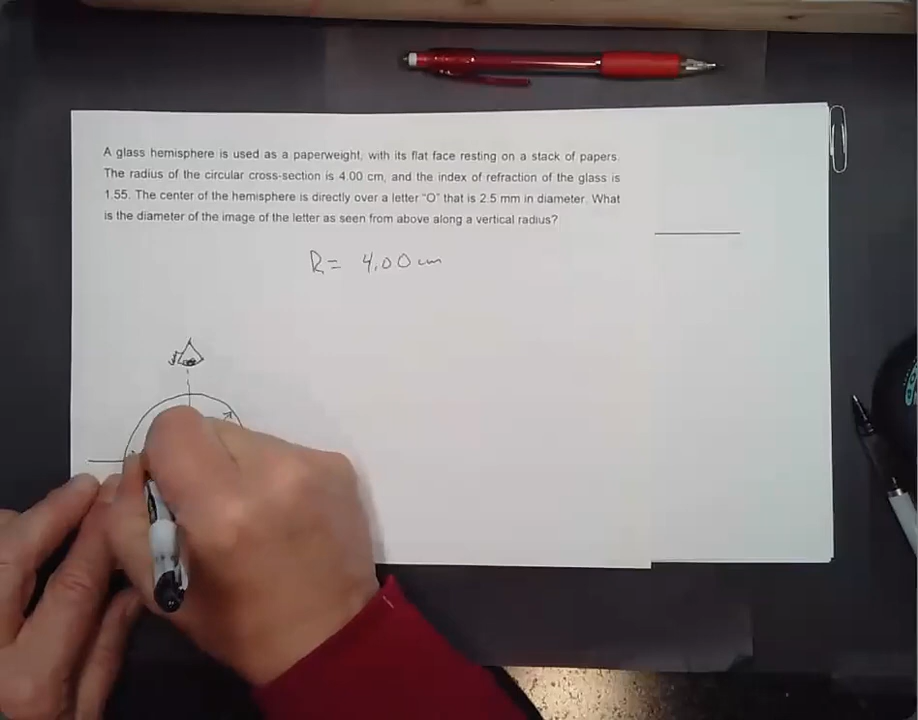 A glass hemisphere is used as a paperweight, with its flat face resting on a stack of papers.
The radius of the circular cross-section is 4.00 cm, and the index of refraction of the glass is
1.55. The center of the hemisphere is directly over a letter "O" that is 2.5 mm in diameter. What
is the diameter of the image of the letter as seen from above along a vertical radius?
R = 4.00 cm